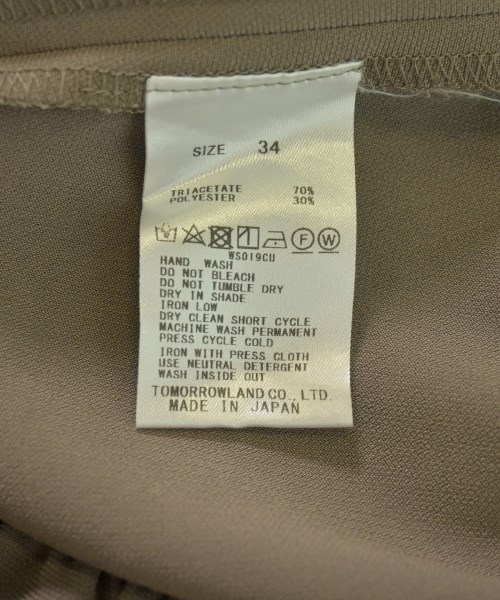 SIZE 34
TRIACETATE 70%
POLYESTER 30%
F W
WS019CU
HAND WASH
DO NOT BLEACH
DO NOT TUMBLE DRY
DRY IN SHADE
IRON LOW
DRY CLEAN SHORT CYCLE
MACHINE WASH PERMANENT
PRESS CYCLE COLD
IRON WITH PRESS CLOTH
USE NEUTRAL DETERGENT
WASH INSIDE OUT
TOMORROWLAND CO., LTD.
MADE IN JAPAN